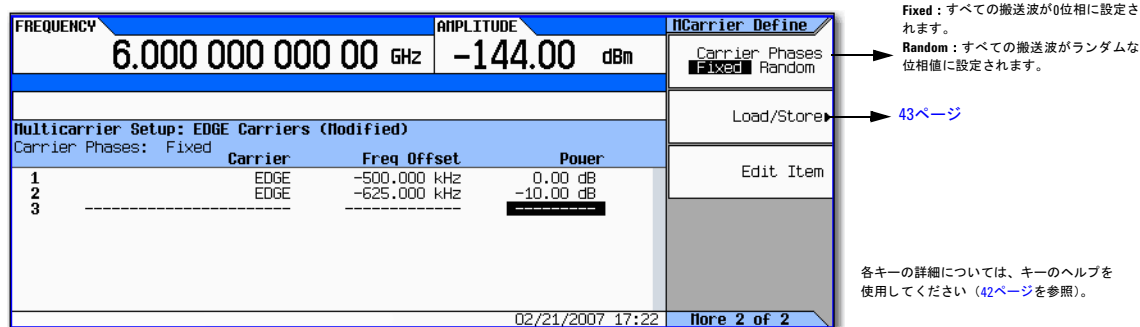 FREQUENCY
AMPLITUDE
6.000 000 000 00 GHz
-144.00 dBm
Multicarrier Setup: EDGE Carriers (Modified)
Carrier Phases: Fixed
Carrier Freq Offset Power
1 EDGE -500.000 kHz 0.00 dB
2 EDGE -625.000 kHz -10.00 dB
3 ---------------------- ------------- ---------
02/21/2007 17:22
MCarrier Define
Carrier Phases
Fixed Random
Load/Store
Edit Item
More 2 of 2
Fixed：すべての搬送波が0位相に設定さ
れます。
Random：すべての搬送波がランダムな
位相値に設定されます。
43ページ
各キーの詳細については、キーのヘルプを
使用してください（42ページを参照）。